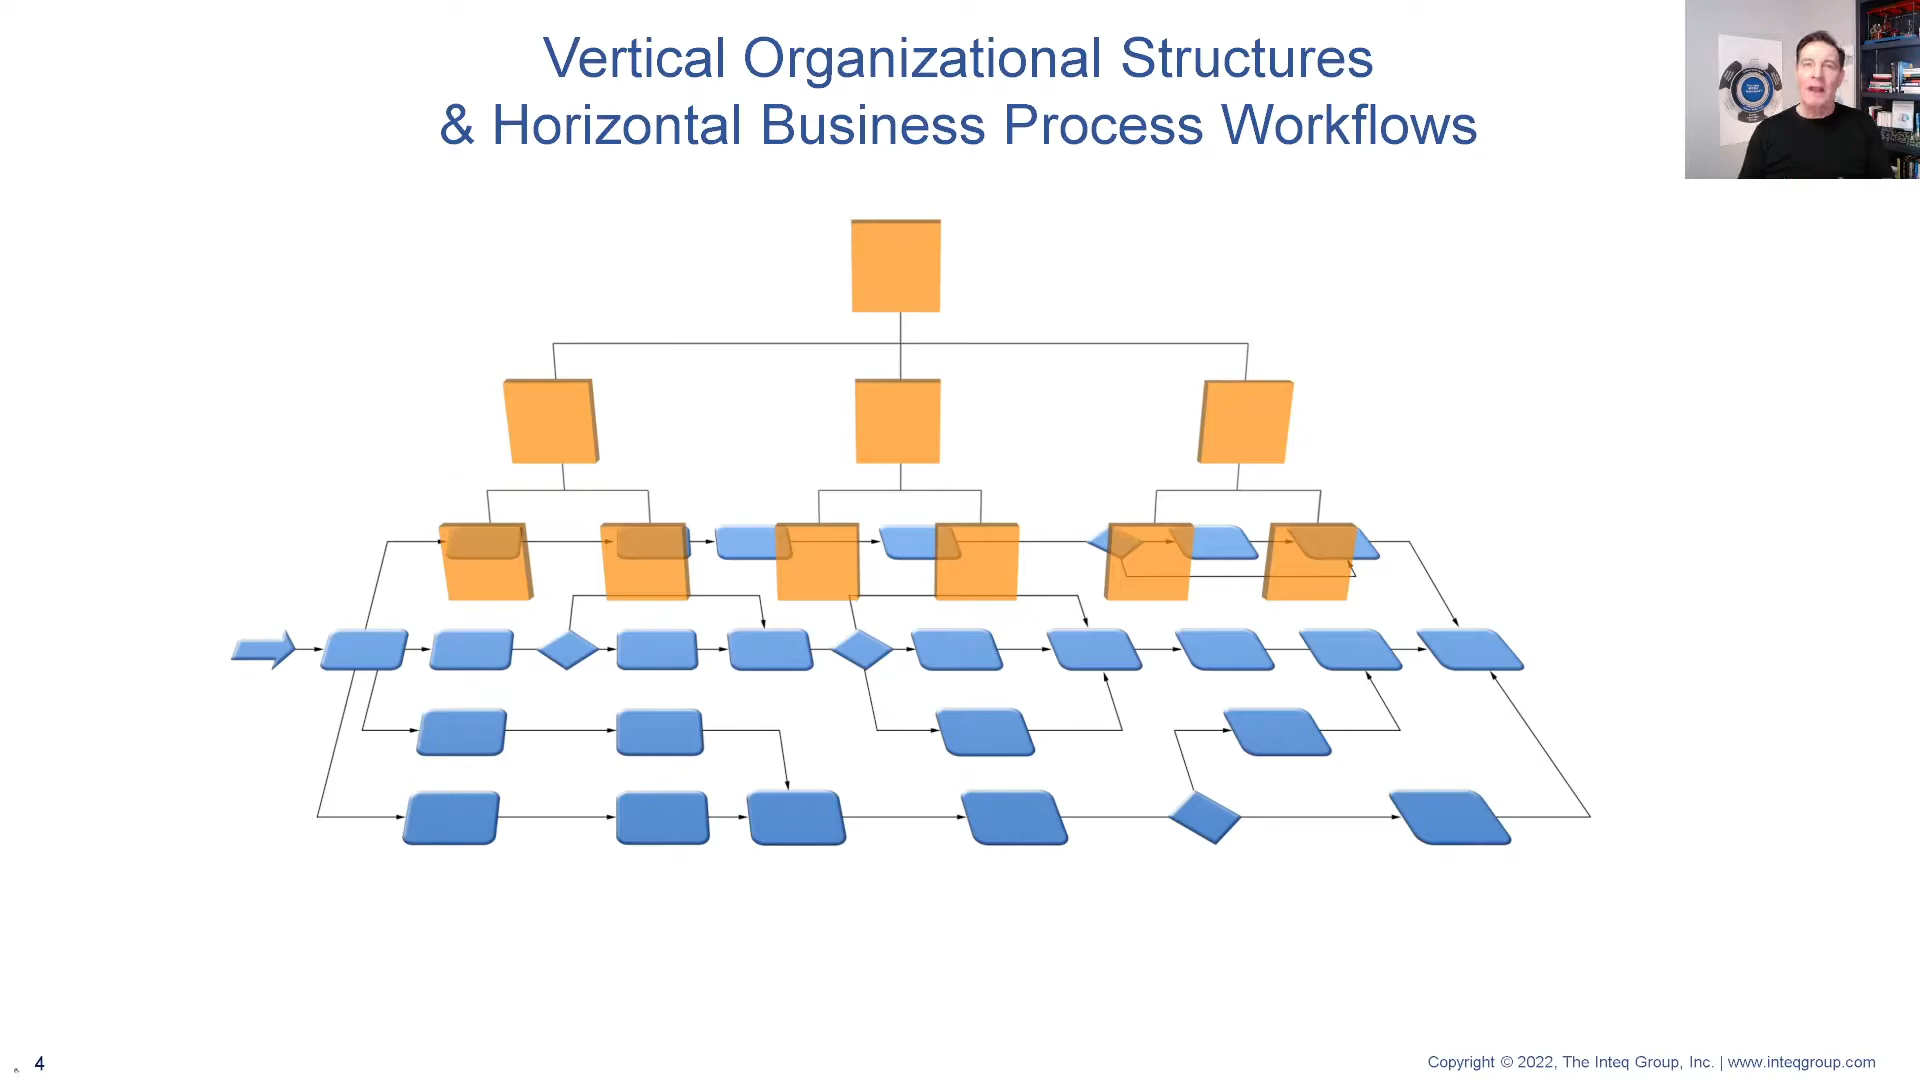 Vertical Organizational Structures
& Horizontal Business Process Workflows
4
Copyright © 2022, The Inteq Group, Inc. | www.inteqgroup.com